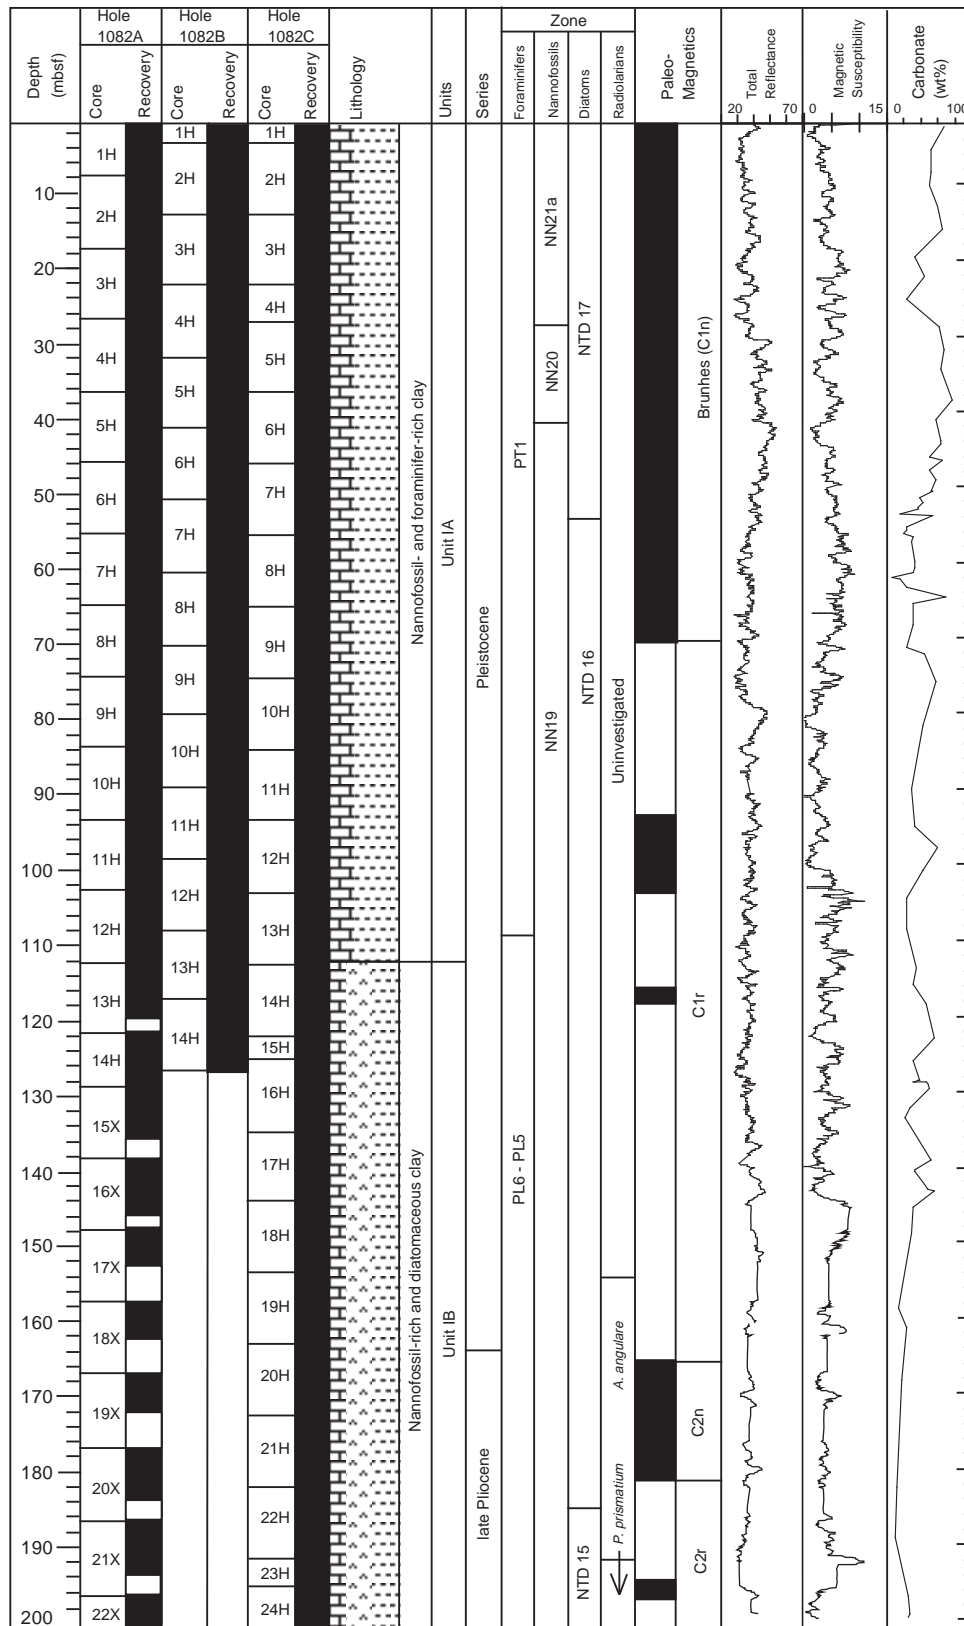 Hole 1082A
Hole 1082B
Hole 1082C
Zone
Depth (mbsf)
Core
Recovery
Core
Recovery
Core
Recovery
Lithology
Units
Series
Foraminifers
Nannofossils
Diatoms
Radiolarians
Paleo-Magnetics
Total Reflectance
20 70
Magnetic Susceptibility
0 15
Carbonate (wt%)
0 100
10
20
30
40
50
60
70
80
90
100
110
120
130
140
150
160
170
180
190
200
1H
2H
3H
4H
5H
6H
7H
8H
9H
10H
11H
12H
13H
14H
15X
16X
17X
18X
19X
20X
21X
22X
1H
2H
3H
4H
5H
6H
7H
8H
9H
10H
11H
12H
13H
14H
1H
2H
3H
4H
5H
6H
7H
8H
9H
10H
11H
12H
13H
14H
15H
16H
17H
18H
19H
20H
21H
22H
23H
24H
Nannofossil- and foraminifer-rich clay
Nannofossil-rich and diatomaceous clay
Unit IA
Unit IB
Pleistocene
late Pliocene
PT1
PL6 - PL5
NN21a
NN20
NN19
NTD 17
NTD 16
NTD 15
Uninvestigated
A. angulare
P. prismatium
Brunhes (C1n)
C1r
C2n
C2r